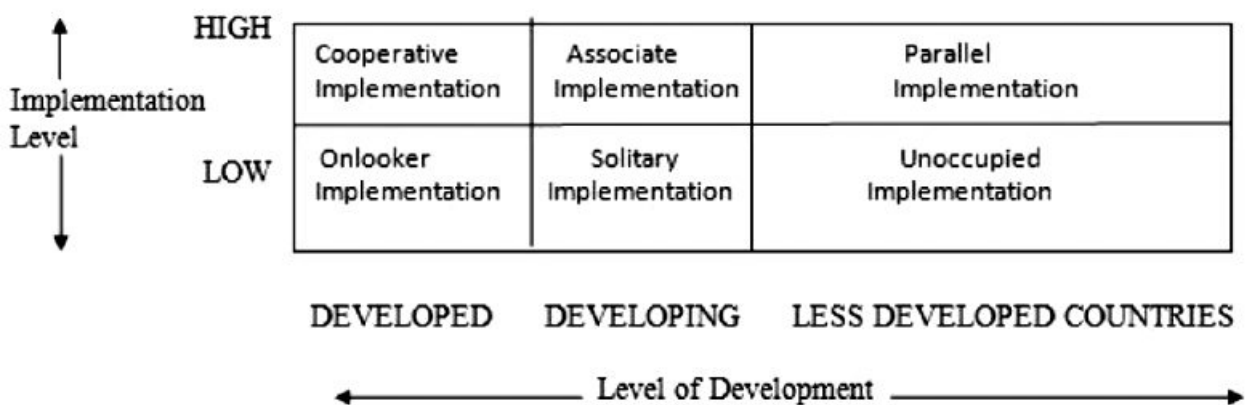 HIGH
Cooperative Implementation
Associate Implementation
Parallel Implementation
Implementation Level
LOW
Onlooker Implementation
Solitary Implementation
Unoccupied Implementation
DEVELOPED
DEVELOPING
LESS DEVELOPED COUNTRIES
Level of Development